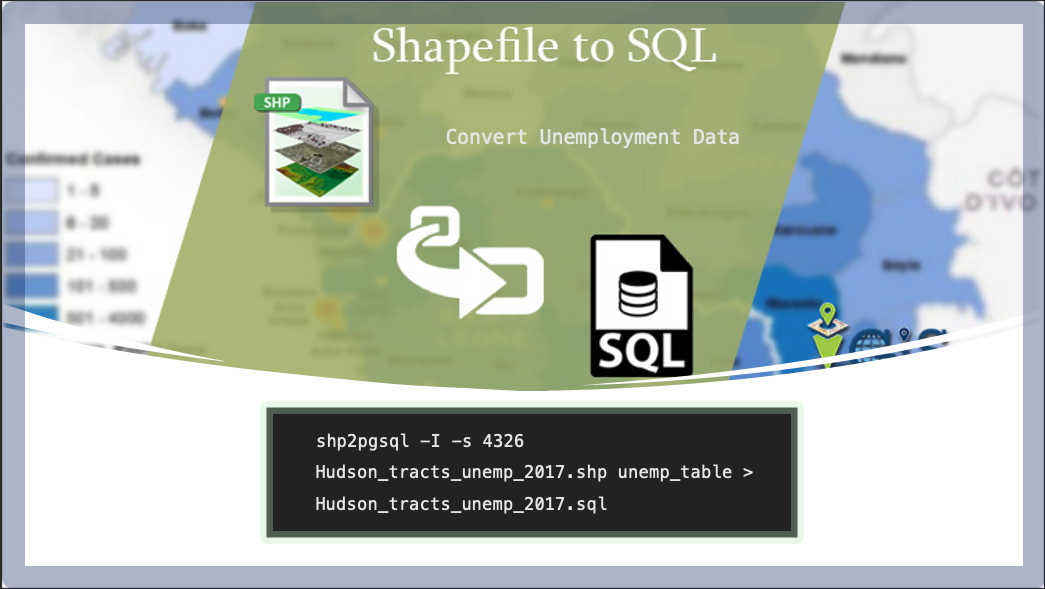 Shapefile to SQL
SHP
Convert Unemployment Data
Confirmed Cases
1 - 5
6 - 20
21 - 100
101 - 500
501 - 4000
CÔT
D'IVO
SQL
shp2pgsql -I -s 4326
Hudson_tracts_unemp_2017.shp unemp_table >
Hudson_tracts_unemp_2017.sql